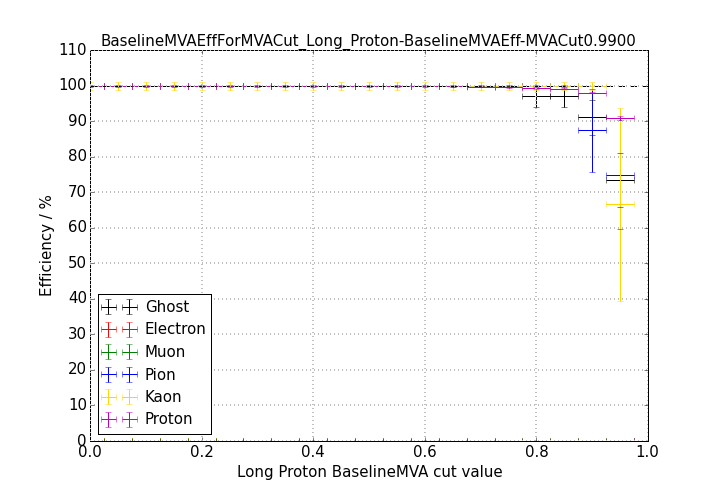 BaselineMVAEffForMVACut_Long_Proton-BaselineMVAEff-MVACut0.9900
110
100
90
80
70
60
50
40
30
20
10
0
Efficiency / %
Ghost
Electron
Muon
Pion
Kaon
Proton
0.0 0.2 0.4 0.6 0.8 1.0
Long Proton BaselineMVA cut value